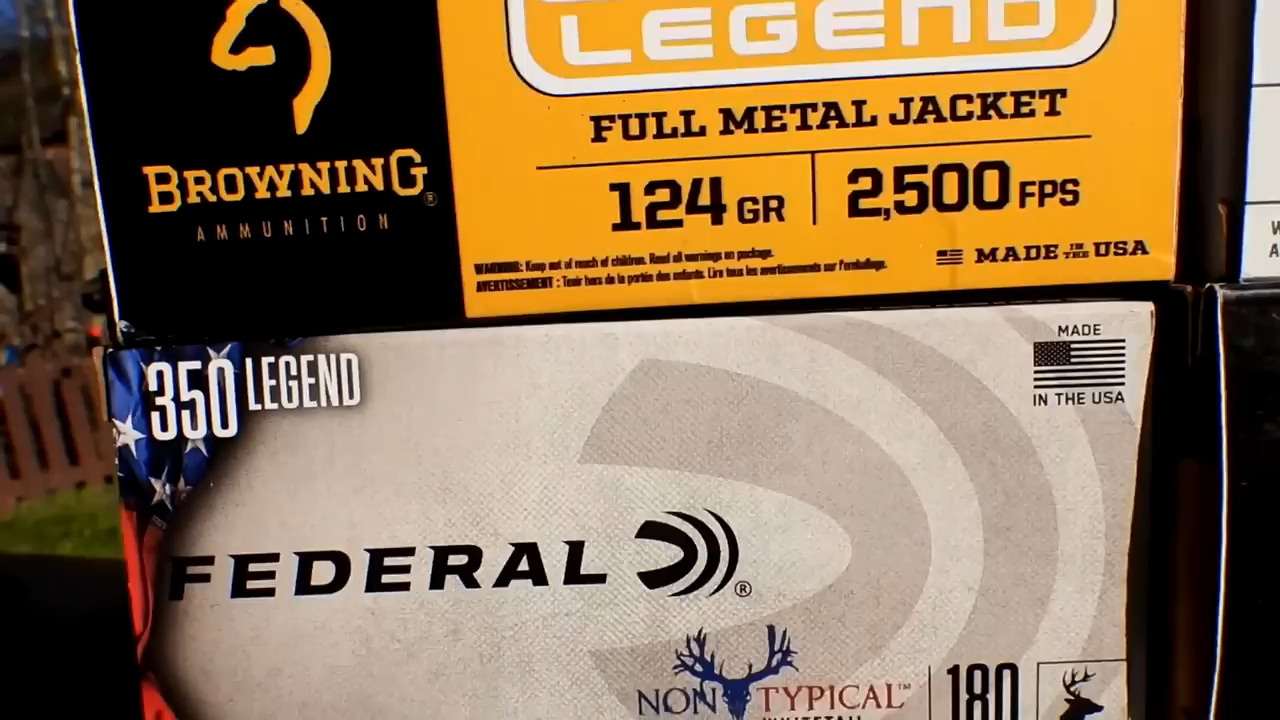 LEGEND
FULL METAL JACKET
124 GR
2,500 FPS
BROWNING®
AMMUNITION
WARNING: Keep out of reach of children. Read all warnings on package.
AVERTISSEMENT : Tenir hors de la portée des enfants. Lire tous les avertissements sur l'emballage.
MADE IN THE USA
350 LEGEND
MADE
IN THE USA
FEDERAL ®
NON TYPICAL™
WHITETAIL
180